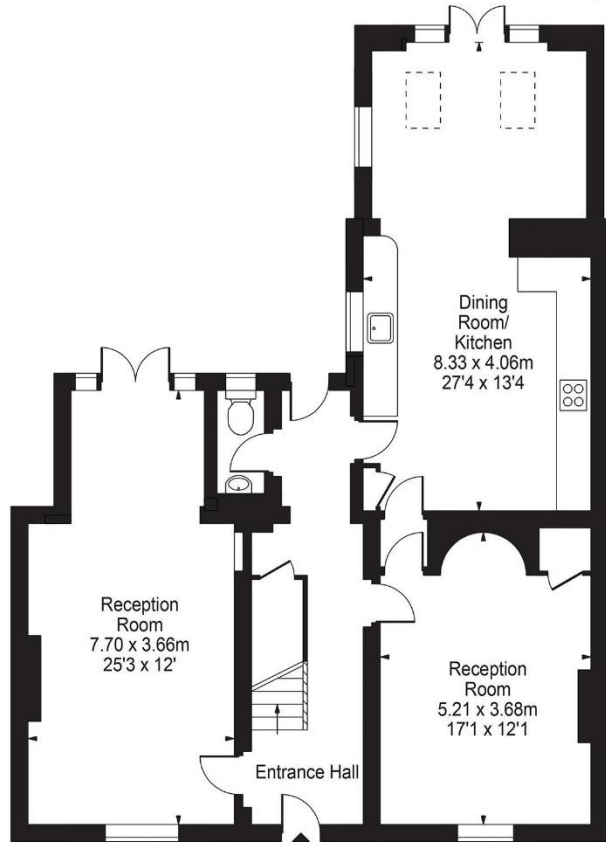 Dining
Room/
Kitchen
8.33 x 4.06m
27'4 x 13'4
Reception
Room
7.70 x 3.66m
25'3 x 12'
Reception
Room
5.21 x 3.68m
17'1 x 12'1
Entrance Hall